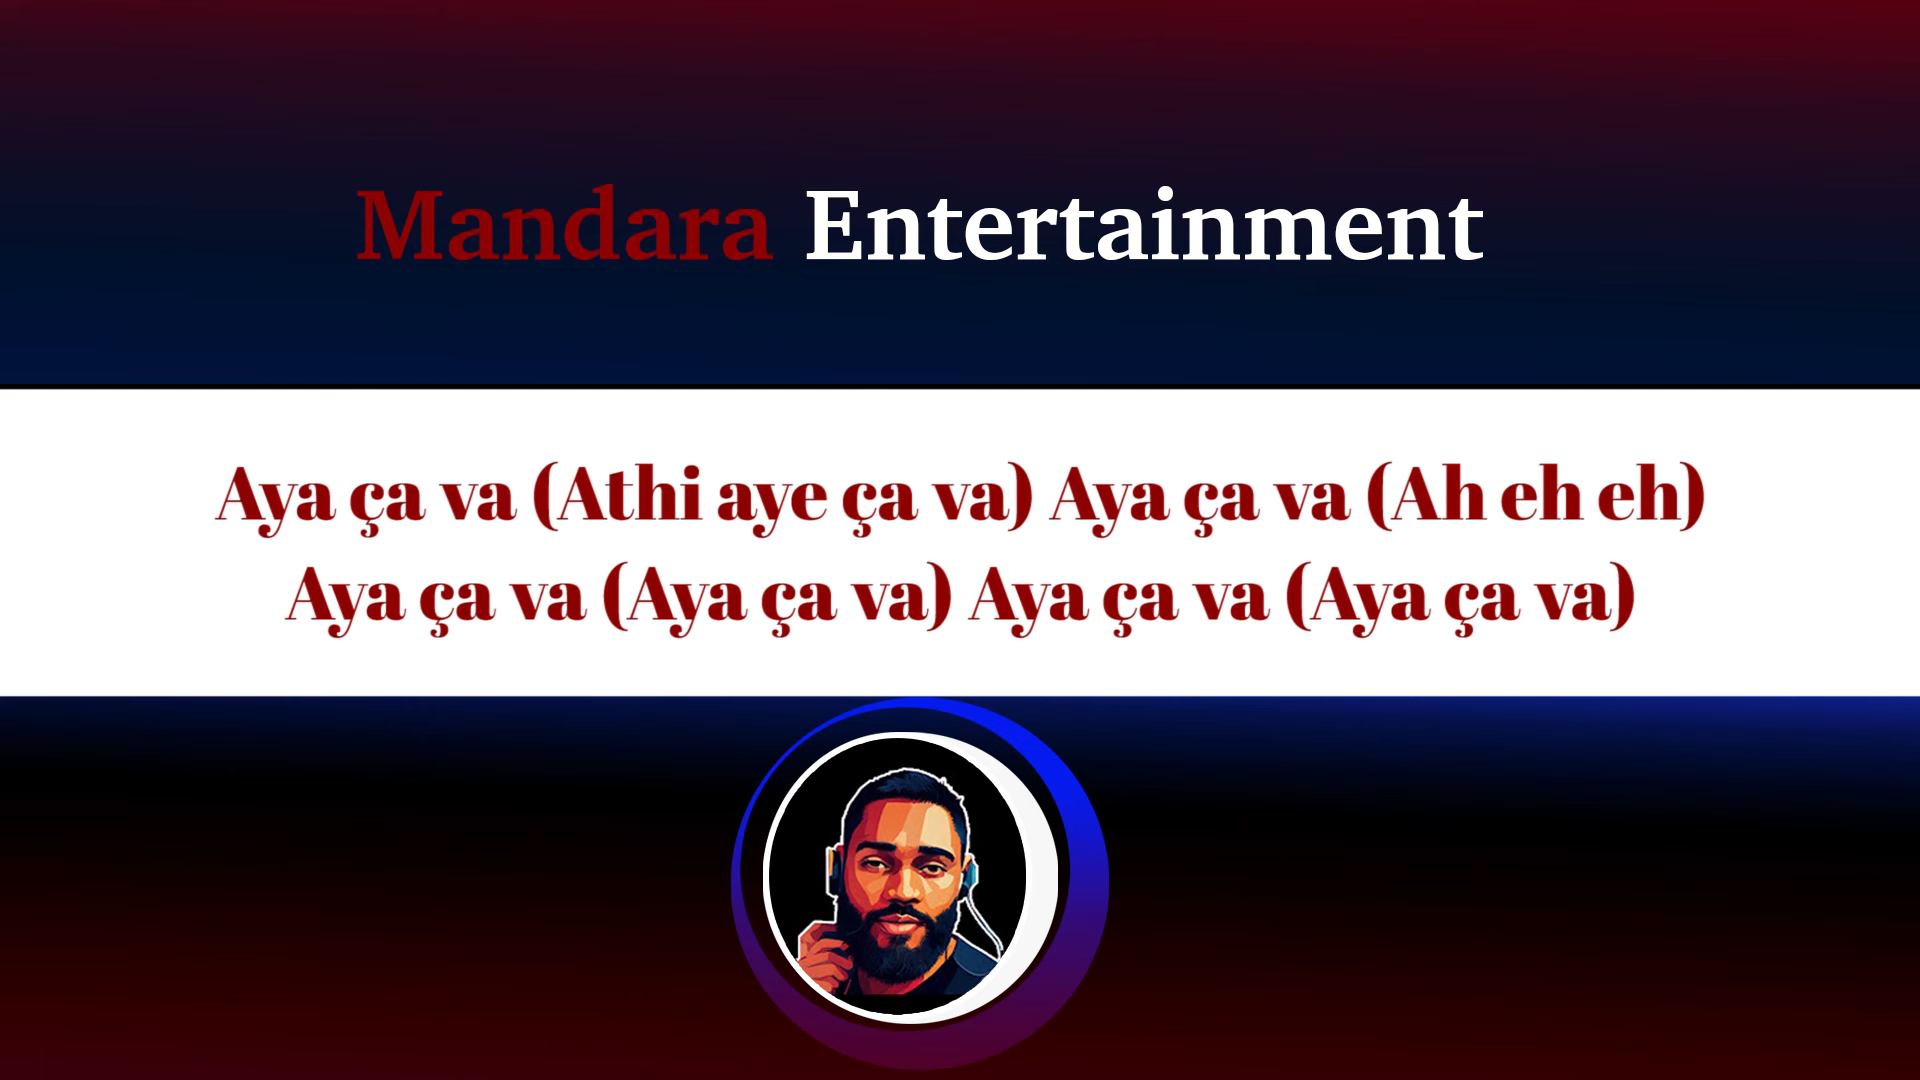 Mandara Entertainment
Aya ça va (Athi aye ça va) Aya ça va (Ah eh eh)
Aya ça va (Aya ça va) Aya ça va (Aya ça va)